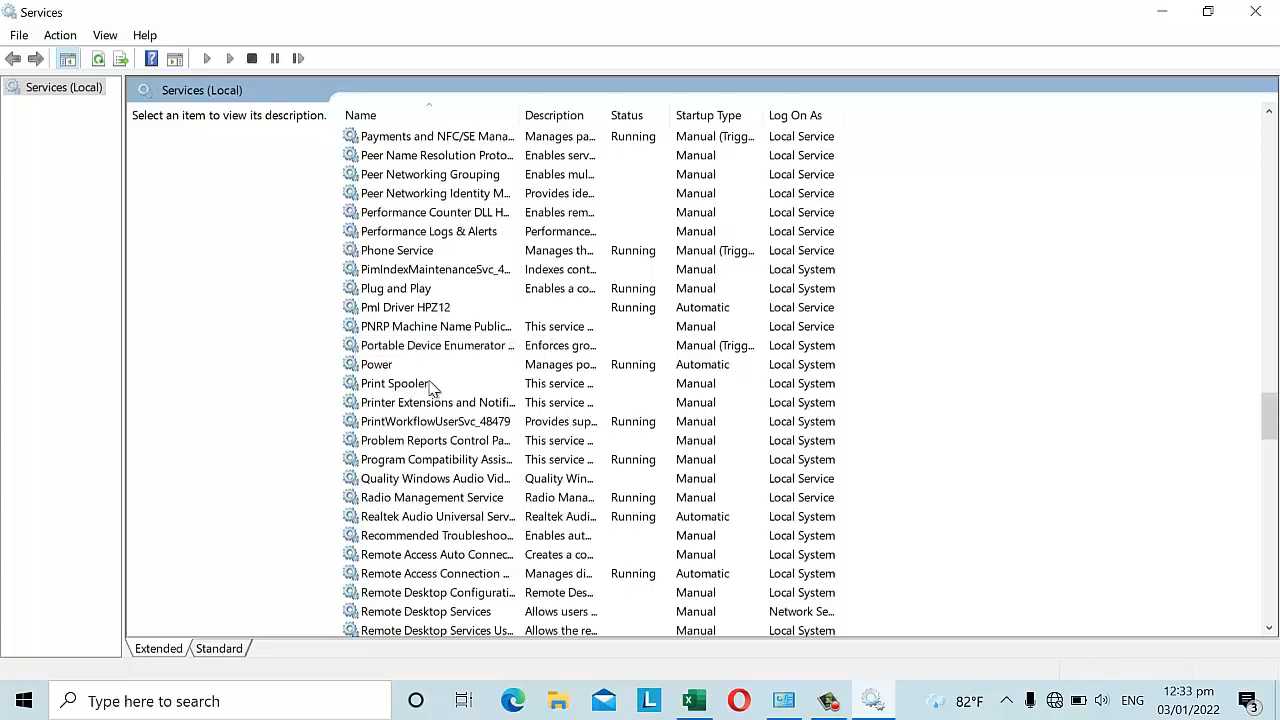 Services
File Action View Help
Services (Local)
Services (Local)
Select an item to view its description.
Name Description Status Startup Type Log On As
Payments and NFC/SE Mana... Manages pa... Running Manual (Trigg... Local Service
Peer Name Resolution Proto... Enables serv... Manual Local Service
Peer Networking Grouping Enables mul... Manual Local Service
Peer Networking Identity M... Provides ide... Manual Local Service
Performance Counter DLL H... Enables rem... Manual Local Service
Performance Logs & Alerts Performance... Manual Local Service
Phone Service Manages th... Running Manual (Trigg... Local Service
PimIndexMaintenanceSvc_4... Indexes cont... Manual Local System
Plug and Play Enables a co... Running Manual Local System
Pml Driver HPZ12 Running Automatic Local Service
PNRP Machine Name Public... This service ... Manual Local Service
Portable Device Enumerator ... Enforces gro... Manual (Trigg... Local System
Power Manages po... Running Automatic Local System
Print Spooler This service ... Manual Local System
Printer Extensions and Notifi... This service ... Manual Local System
PrintWorkflowUserSvc_48479 Provides sup... Running Manual Local System
Problem Reports Control Pa... This service ... Manual Local System
Program Compatibility Assis... This service ... Running Manual Local System
Quality Windows Audio Vid... Quality Win... Manual Local Service
Radio Management Service Radio Mana... Running Manual Local Service
Realtek Audio Universal Serv... Realtek Audi... Running Automatic Local System
Recommended Troubleshoo... Enables aut... Manual Local System
Remote Access Auto Connec... Creates a co... Manual Local System
Remote Access Connection ... Manages di... Running Automatic Local System
Remote Desktop Configurati... Remote Des... Manual Local System
Remote Desktop Services Allows users ... Manual Network Se...
Remote Desktop Services Us... Allows the re... Manual Local System
Extended Standard
Type here to search
L
82°F
ENG
12:33 pm
03/01/2022
3